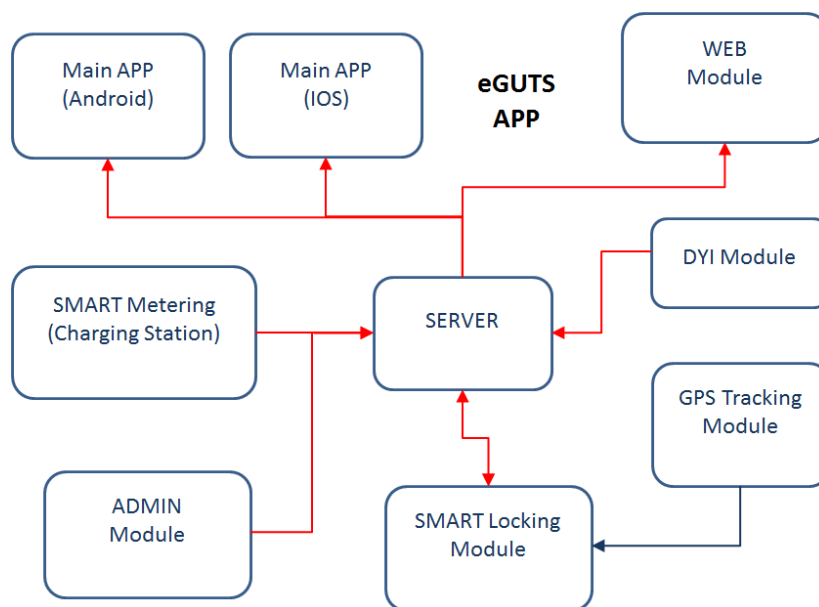 Main APP
(Android)
Main APP
(IOS)
eGUTS
APP
WEB
Module
DYI Module
SMART Metering
(Charging Station)
SERVER
GPS Tracking
Module
ADMIN
Module
SMART Locking
Module